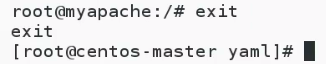 root@myapache:/# exit
exit
[root@centos-master yaml]#